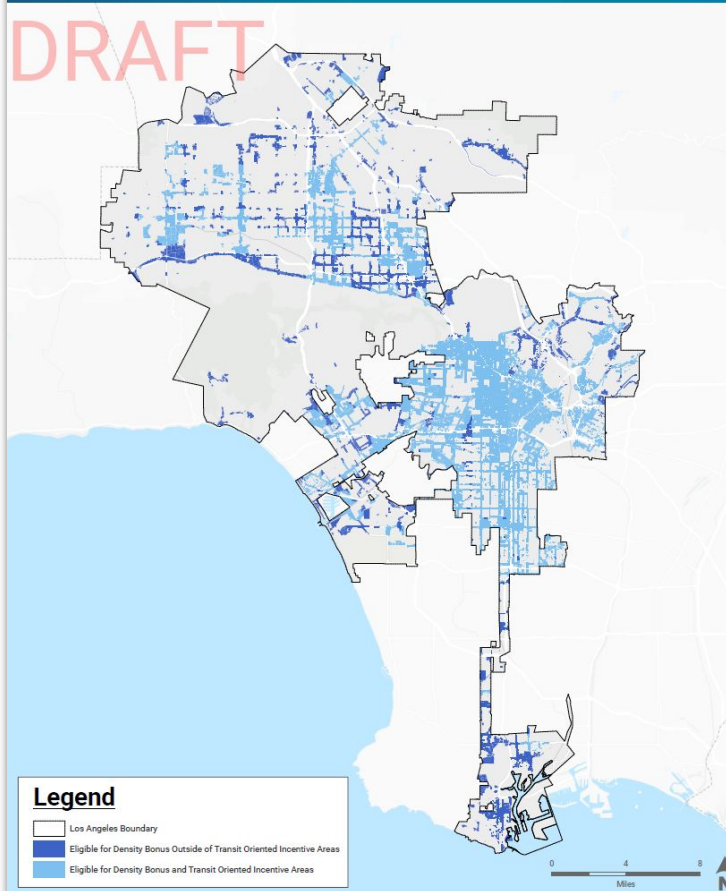 DRAFT
Legend
Los Angeles Boundary
Eligible for Density Bonus Outside of Transit Oriented Incentive Areas
Eligible for Density Bonus and Transit Oriented Incentive Areas
0 4 8
Miles
N